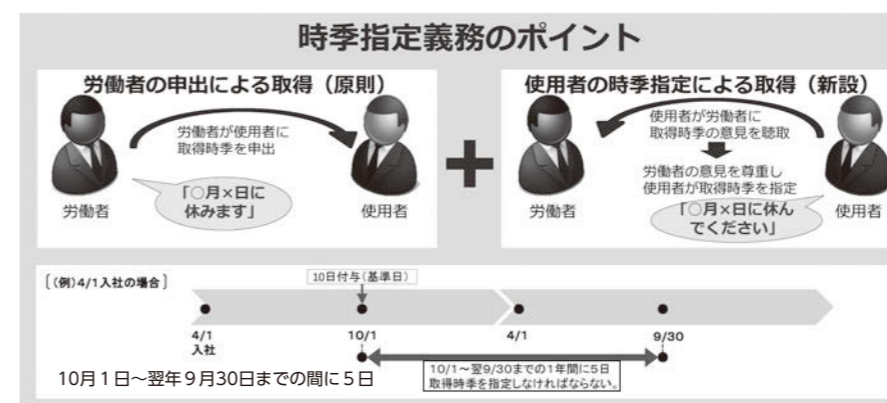 時季指定義務のポイント
労働者の申出による取得（原則）
労働者が使用者に
取得時季を申出
「○月×日に
休みます」
労働者
使用者
＋
使用者の時季指定による取得（新設）
使用者が労働者に
取得時季の意見を聴取
労働者の意見を尊重し
使用者が取得時季を指定
「○月×日に休ん
でください」
労働者
使用者
［(例)4/1入社の場合］
10日付与(基準日)
4/1
入社
10/1
4/1
9/30
10/1～翌9/30までの1年間に5日
取得時季を指定しなければならない。
10月１日～翌年９月30日までの間に５日